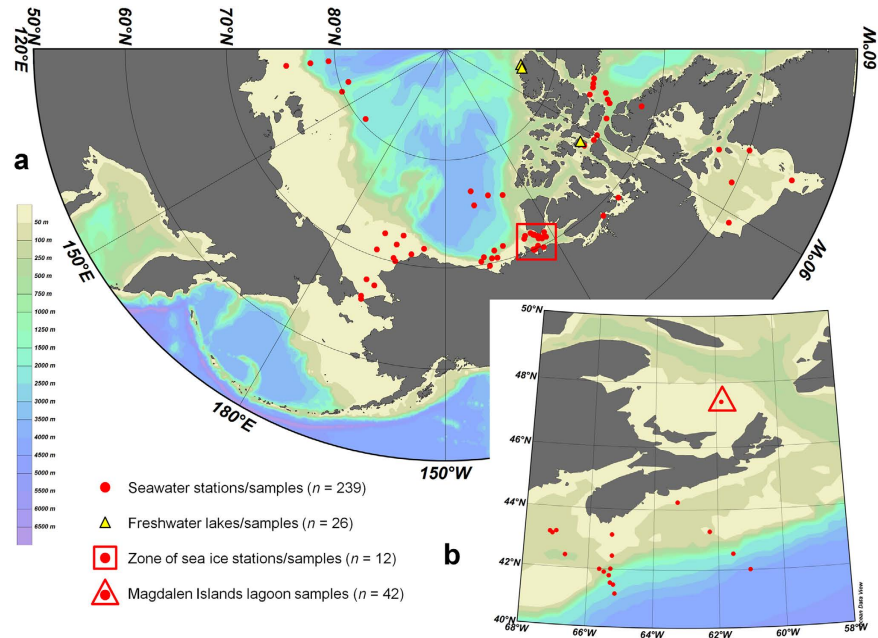 50°N
60°N
70°N
80°N
120°E
60°W
a
50 m
100 m
250 m
500 m
750 m
1000 m
1250 m
1500 m
2000 m
2500 m
3000 m
4000 m
5000 m
5500 m
6000 m
6500 m
150°E
180°E
150°W
90°W
50°N
48°N
46°N
44°N
42°N
40°N
68°W
66°W
64°W
62°W
60°W
58°W
b
Ocean Data View
Seawater stations/samples (n = 239)
Freshwater lakes/samples (n = 26)
Zone of sea ice stations/samples (n = 12)
Magdalen Islands lagoon samples (n = 42)